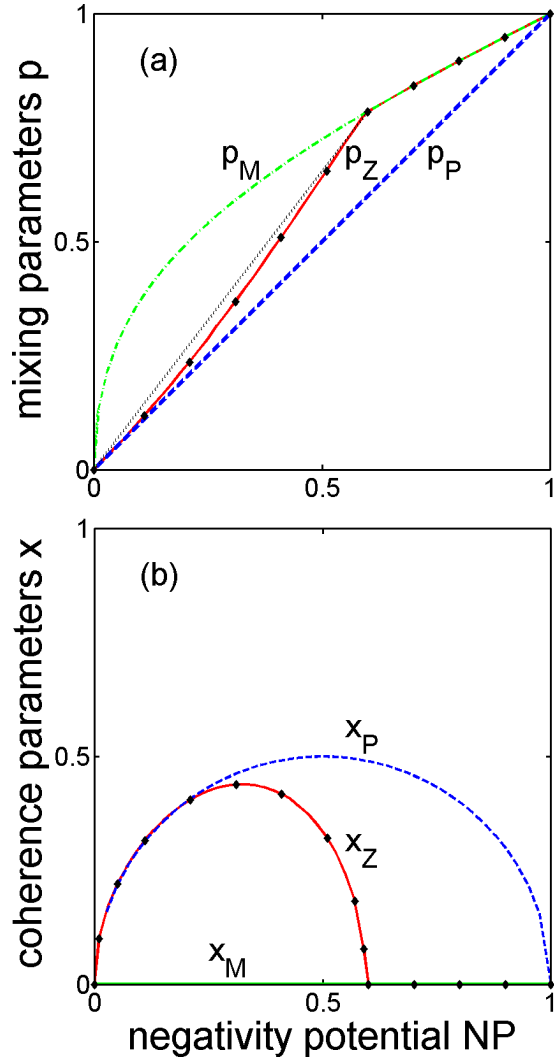 1
(a)
p_M
p_Z
p_P
0.5
mixing parameters p
0
0
0.5
1
1
(b)
x_P
0.5
x_Z
coherence parameters x
x_M
0
0
0.5
1
negativity potential NP